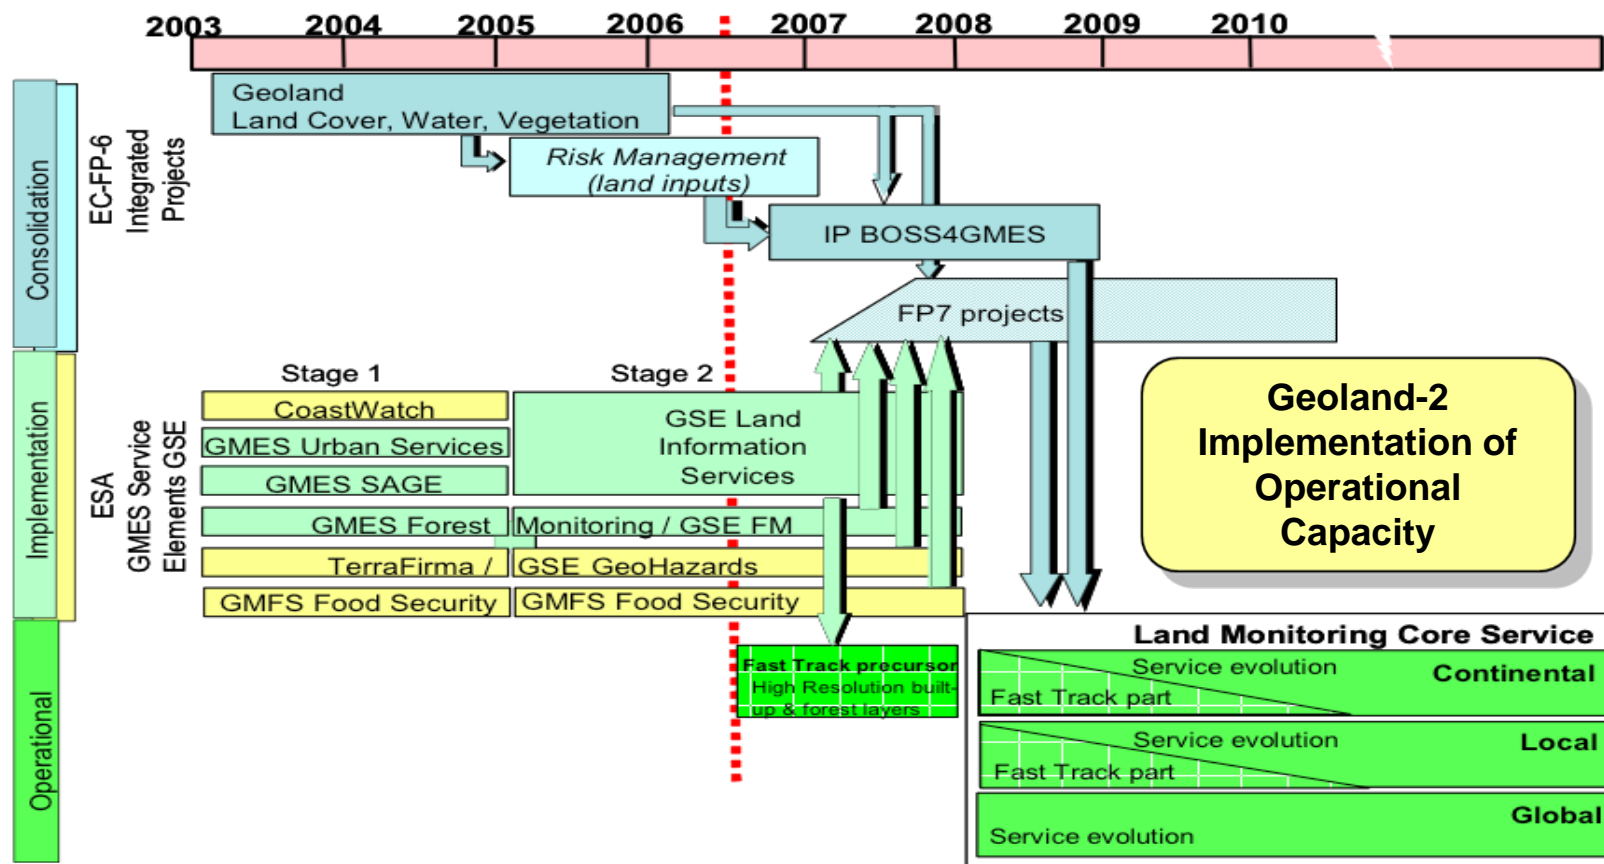 2003 2004 2005 2006 2007 2008 2009 2010
Consolidation
EC-FP-6
Integrated
Projects
Geoland
Land Cover, Water, Vegetation
Risk Management
(land inputs)
IP BOSS4GMES
FP7 projects
Implementation
ESA
GMES Service
Elements GSE
Stage 1
Stage 2
CoastWatch
GMES Urban Services
GMES SAGE
GSE Land
Information
Services
GMES Forest Monitoring / GSE FM
TerraFirma / GSE GeoHazards
GMFS Food Security
GMFS Food Security
Geoland-2
Implementation of
Operational
Capacity
Operational
Fast Track precursor
High Resolution built-
up & forest layers
Land Monitoring Core Service
Service evolution
Continental
Fast Track part
Service evolution
Local
Fast Track part
Global
Service evolution